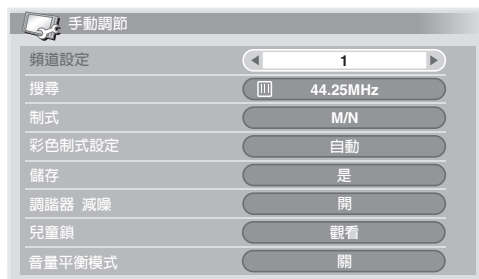 手動調節
頻道設定 1
搜尋 44.25MHz
制式 M/N
彩色制式設定 自動
儲存 是
調諧器 減噪 開
兒童鎖 觀看
音量平衡模式 關